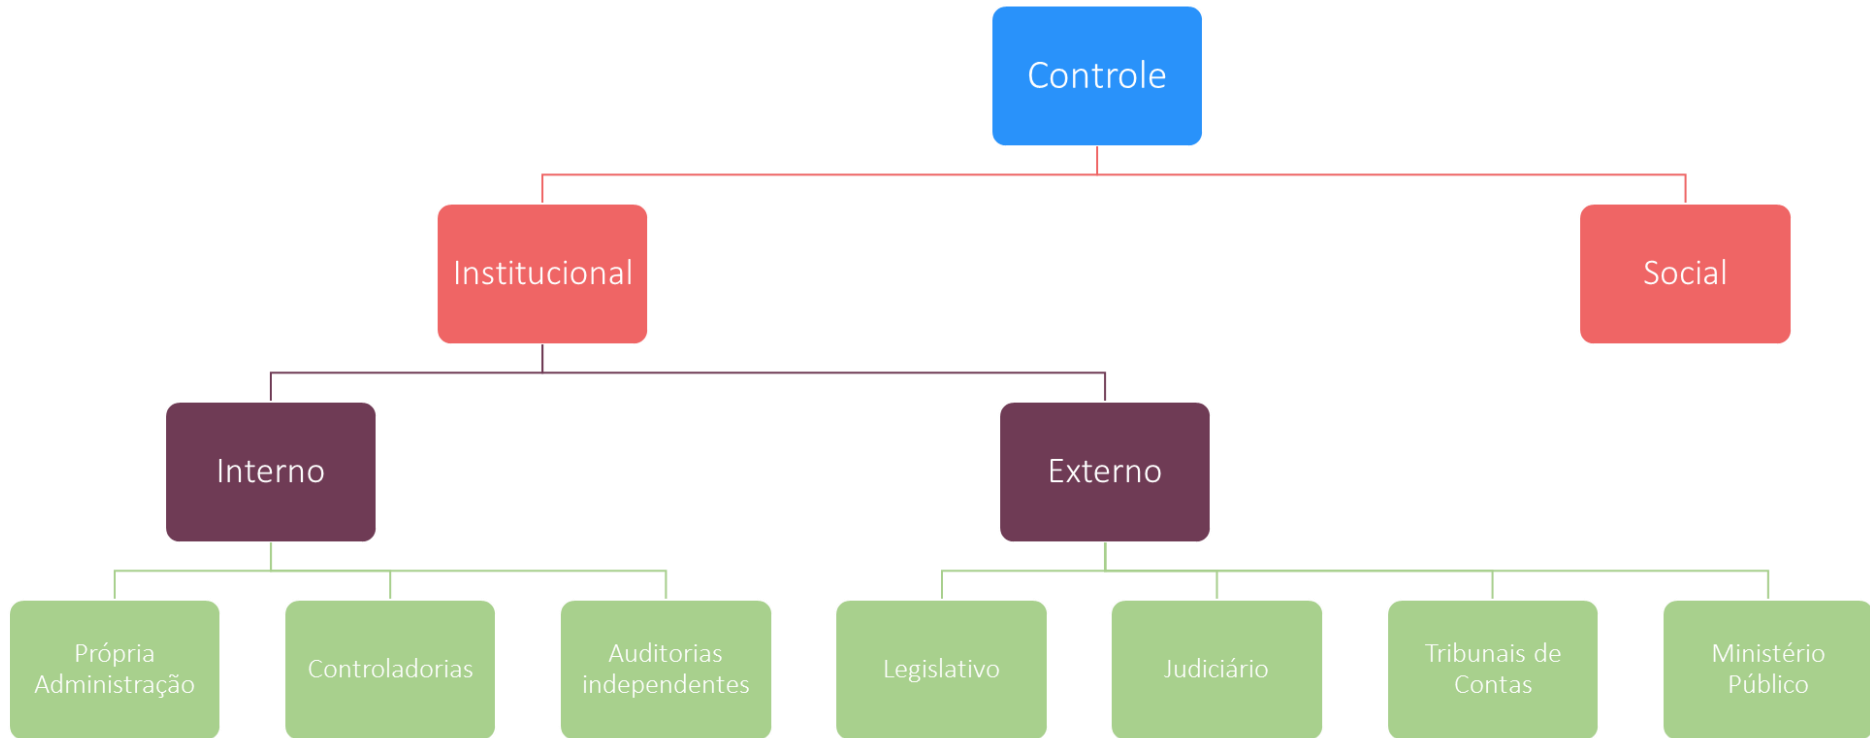 Controle
Institucional
Social
Interno
Externo
Própria
Administração
Controladorias
Auditorias
independentes
Legislativo
Judiciário
Tribunais de
Contas
Ministério
Público